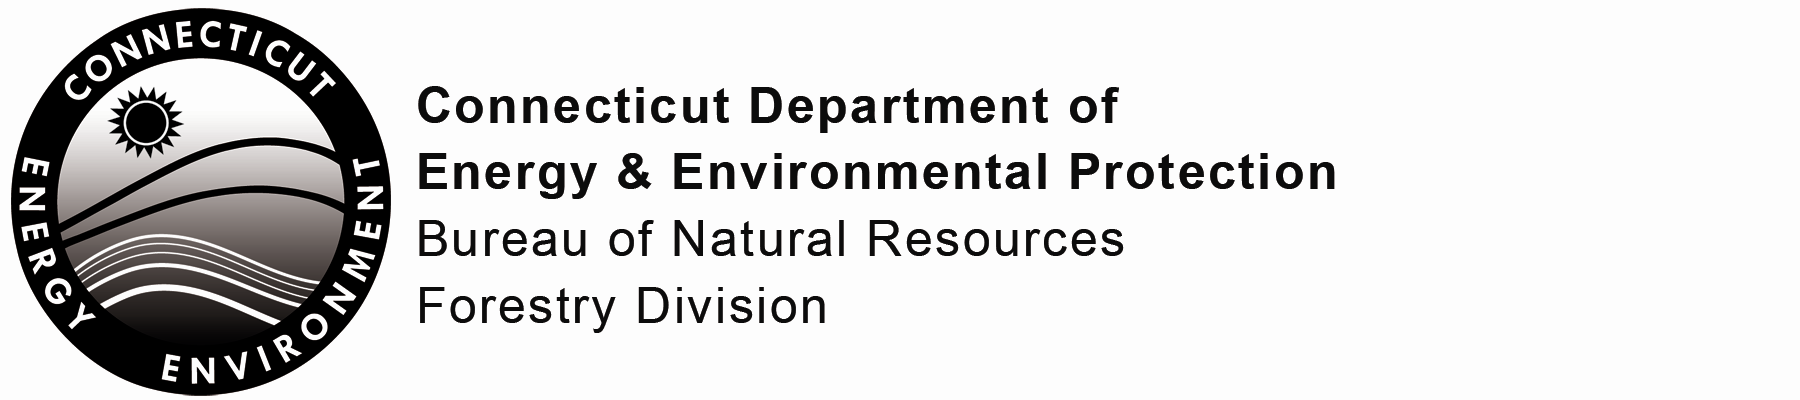 CONNECTICUT
ENERGY
ENVIRONMENT
Connecticut Department of
Energy & Environmental Protection
Bureau of Natural Resources
Forestry Division